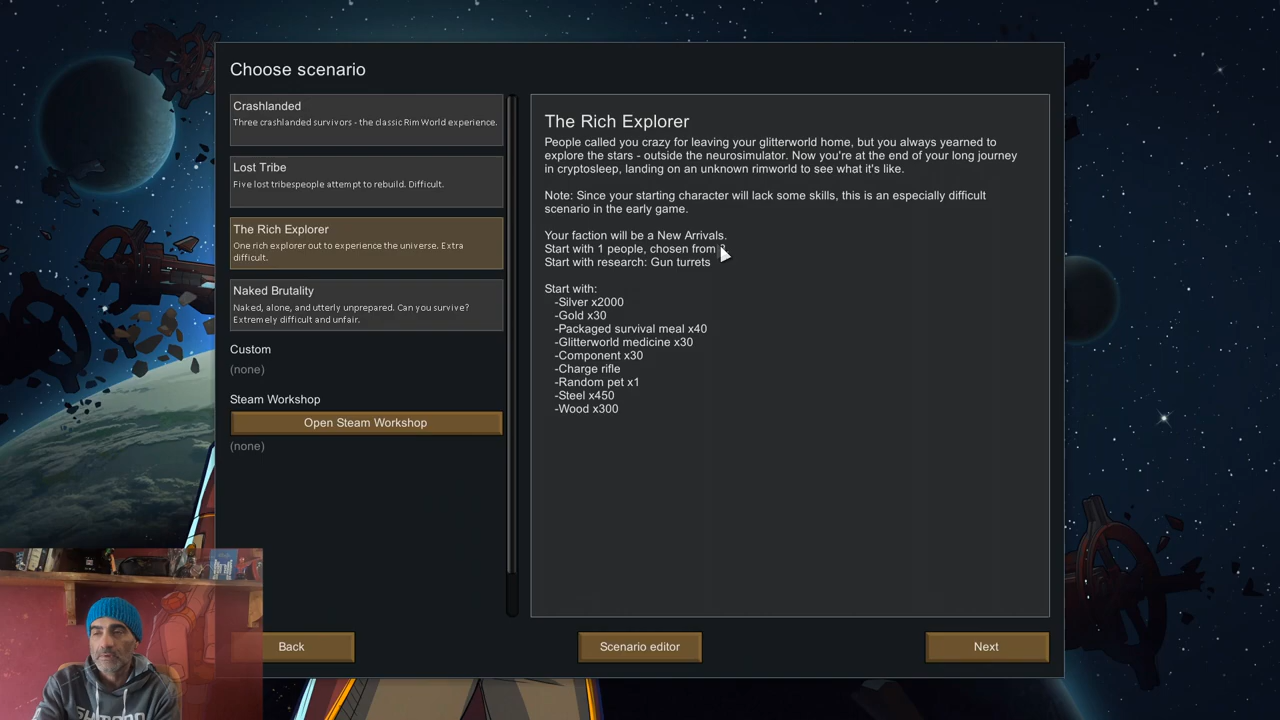 Choose scenario
Crashlanded
Three crashlanded survivors - the classic RimWorld experience.
Lost Tribe
Five lost tribespeople attempt to rebuild. Difficult.
The Rich Explorer
One rich explorer out to experience the universe. Extra
difficult.
Naked Brutality
Naked, alone, and utterly unprepared. Can you survive?
Extremely difficult and unfair.
Custom
(none)
Steam Workshop
Open Steam Workshop
(none)
The Rich Explorer
People called you crazy for leaving your glitterworld home, but you always yearned to
explore the stars - outside the neurosimulator. Now you're at the end of your long journey
in cryptosleep, landing on an unknown rimworld to see what it's like.
Note: Since your starting character will lack some skills, this is an especially difficult
scenario in the early game.
Your faction will be a New Arrivals.
Start with 1 people, chosen from
Start with research: Gun turrets
Start with:
-Silver x2000
-Gold x30
-Packaged survival meal x40
-Glitterworld medicine x30
-Component x30
-Charge rifle
-Random pet x1
-Steel x450
-Wood x300
Back
Scenario editor
Next